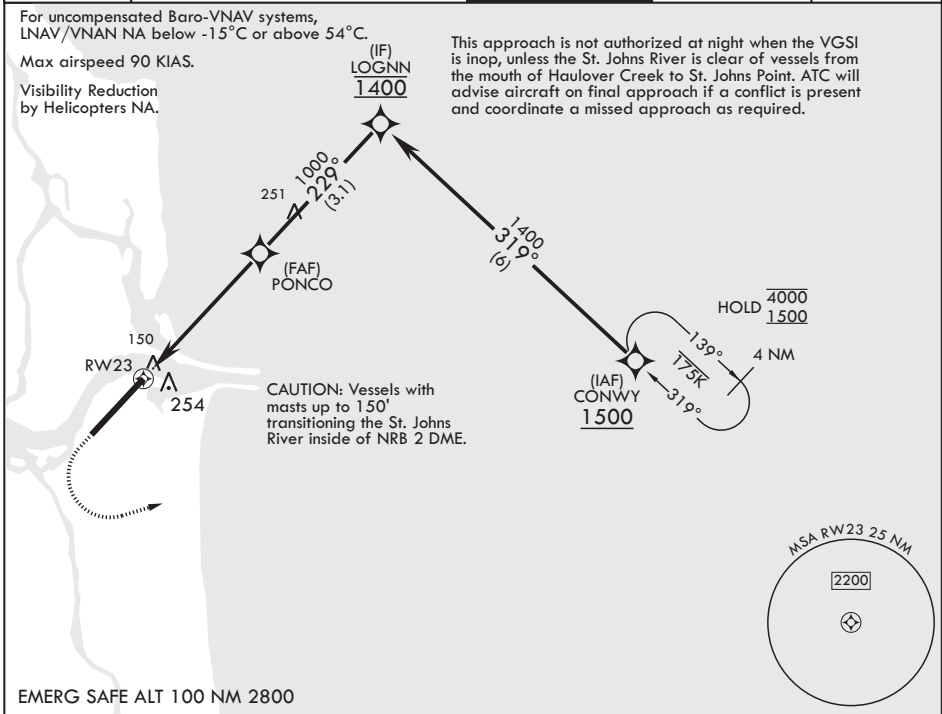 For uncompensated Baro-VNAV systems,
LNAV/VNAN NA below -15°C or above 54°C.
Max airspeed 90 KIAS.
Visibility Reduction
by Helicopters NA.
(IF)
LOGNN
1400
This approach is not authorized at night when the VGSI
is inop, unless the St. Johns River is clear of vessels from
the mouth of Haulover Creek to St. Johns Point. ATC will
advise aircraft on final approach if a conflict is present
and coordinate a missed approach as required.
1000
229°
(3.1)
251
(FAF)
PONCO
1400
319°
(6)
HOLD 4000
1500
139°
175K
319°
4 NM
(IAF)
CONWY
1500
150
RW23
254
CAUTION: Vessels with
masts up to 150'
transitioning the St. Johns
River inside of NRB 2 DME.
MSA RW23 25 NM
2200
EMERG SAFE ALT 100 NM 2800